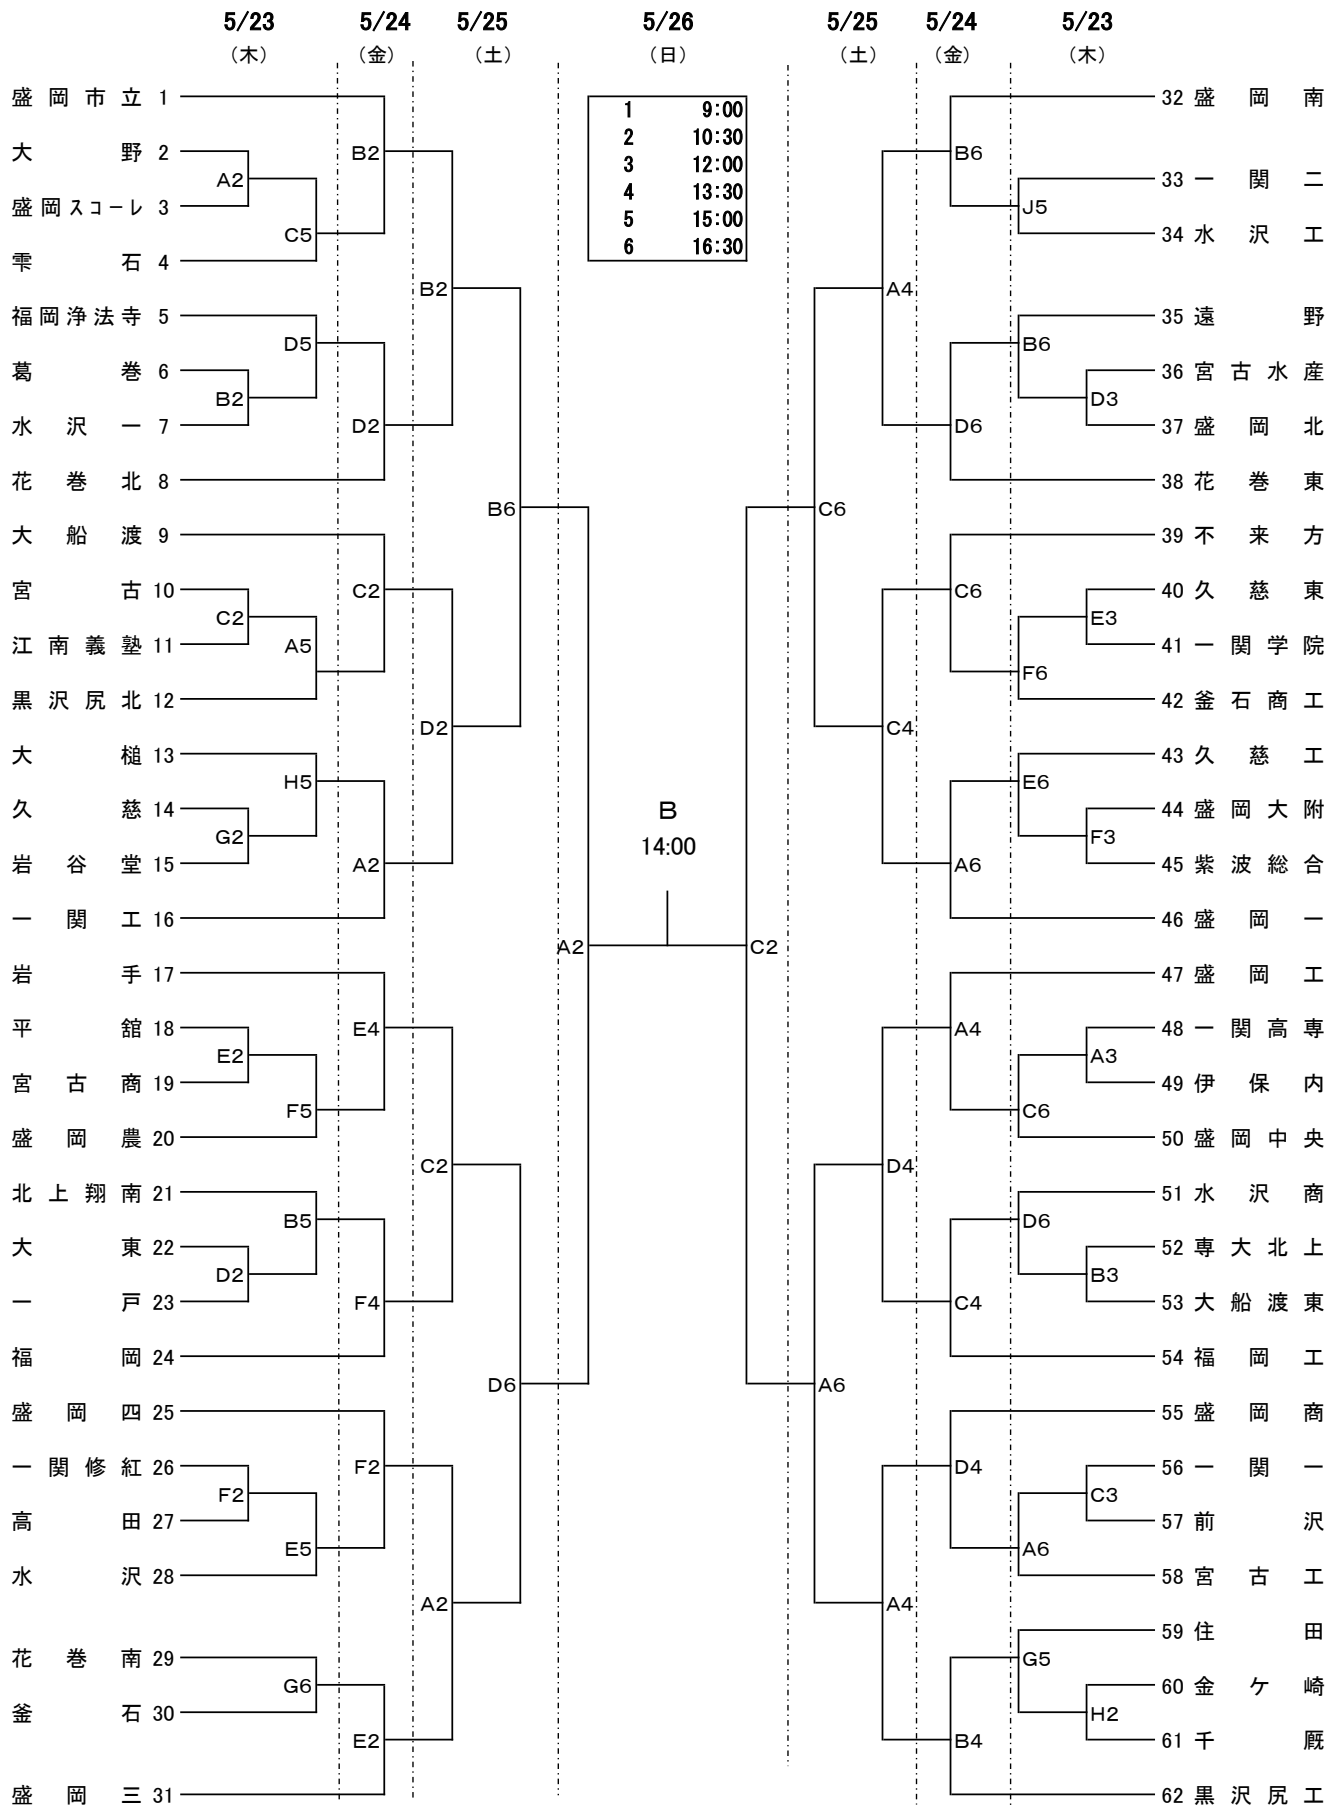 5/23 5/24 5/25 5/26 5/25 5/24 5/23
（木） （金） （土） （日） （土） （金） （木）
盛岡市立 1
大野 2
盛岡スコーレ 3
雫石 4
福岡浄法寺 5
葛巻 6
水沢一 7
花巻北 8
大船渡 9
宮古 10
江南義塾 11
黒沢尻北 12
大槌 13
久慈 14
岩谷堂 15
一関工 16
岩手 17
平舘 18
宮古商 19
盛岡農 20
北上翔南 21
大東 22
一戸 23
福岡 24
盛岡四 25
一関修紅 26
高田 27
水沢 28
花巻南 29
釜石 30
盛岡三 31
A2
B2
C2
G2
E2
D2
F2
C5
D5
A5
H5
F5
B5
E5
G6
B2
D2
C2
A2
E4
F4
F2
E2
B2
D2
C2
A2
B6
D6
A2
1 9:00
2 10:30
3 12:00
4 13:30
5 15:00
6 16:30
B
14:00
C2
C6
A6
A4
C4
D4
A4
B6
D6
C6
A6
A4
C4
D4
B4
J5
B6
F6
E6
C6
D6
A6
G5
D3
E3
F3
A3
B3
C3
H2
32 盛岡南
33 一関二
34 水沢工
35 遠野
36 宮古水産
37 盛岡北
38 花巻東
39 不来方
40 久慈東
41 一関学院
42 釜石商工
43 久慈工
44 盛岡大附
45 紫波総合
46 盛岡一
47 盛岡工
48 一関高専
49 伊保内
50 盛岡中央
51 水沢商
52 専大北上
53 大船渡東
54 福岡工
55 盛岡商
56 一関一
57 前沢
58 宮古工
59 住田
60 金ケ崎
61 千厩
62 黒沢尻工